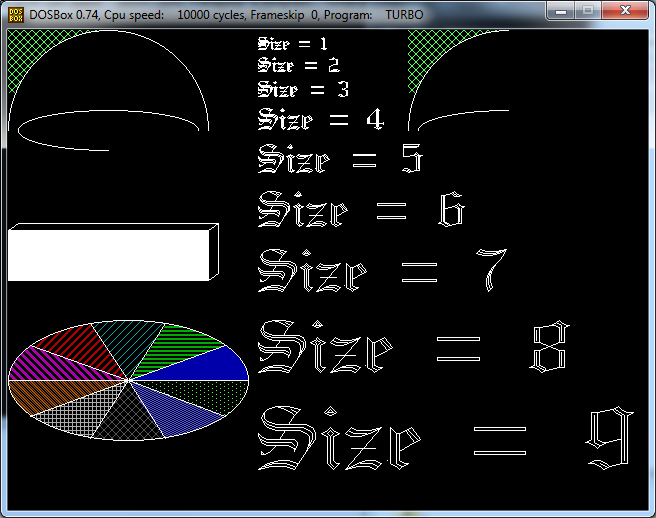 DOS
BOX
DOSBox 0.74, Cpu speed: 10000 cycles, Frameskip 0, Program: TURBO
Size = 1
Size = 2
Size = 3
Size = 4
Size = 5
Size = 6
Size = 7
Size = 8
Size = 9